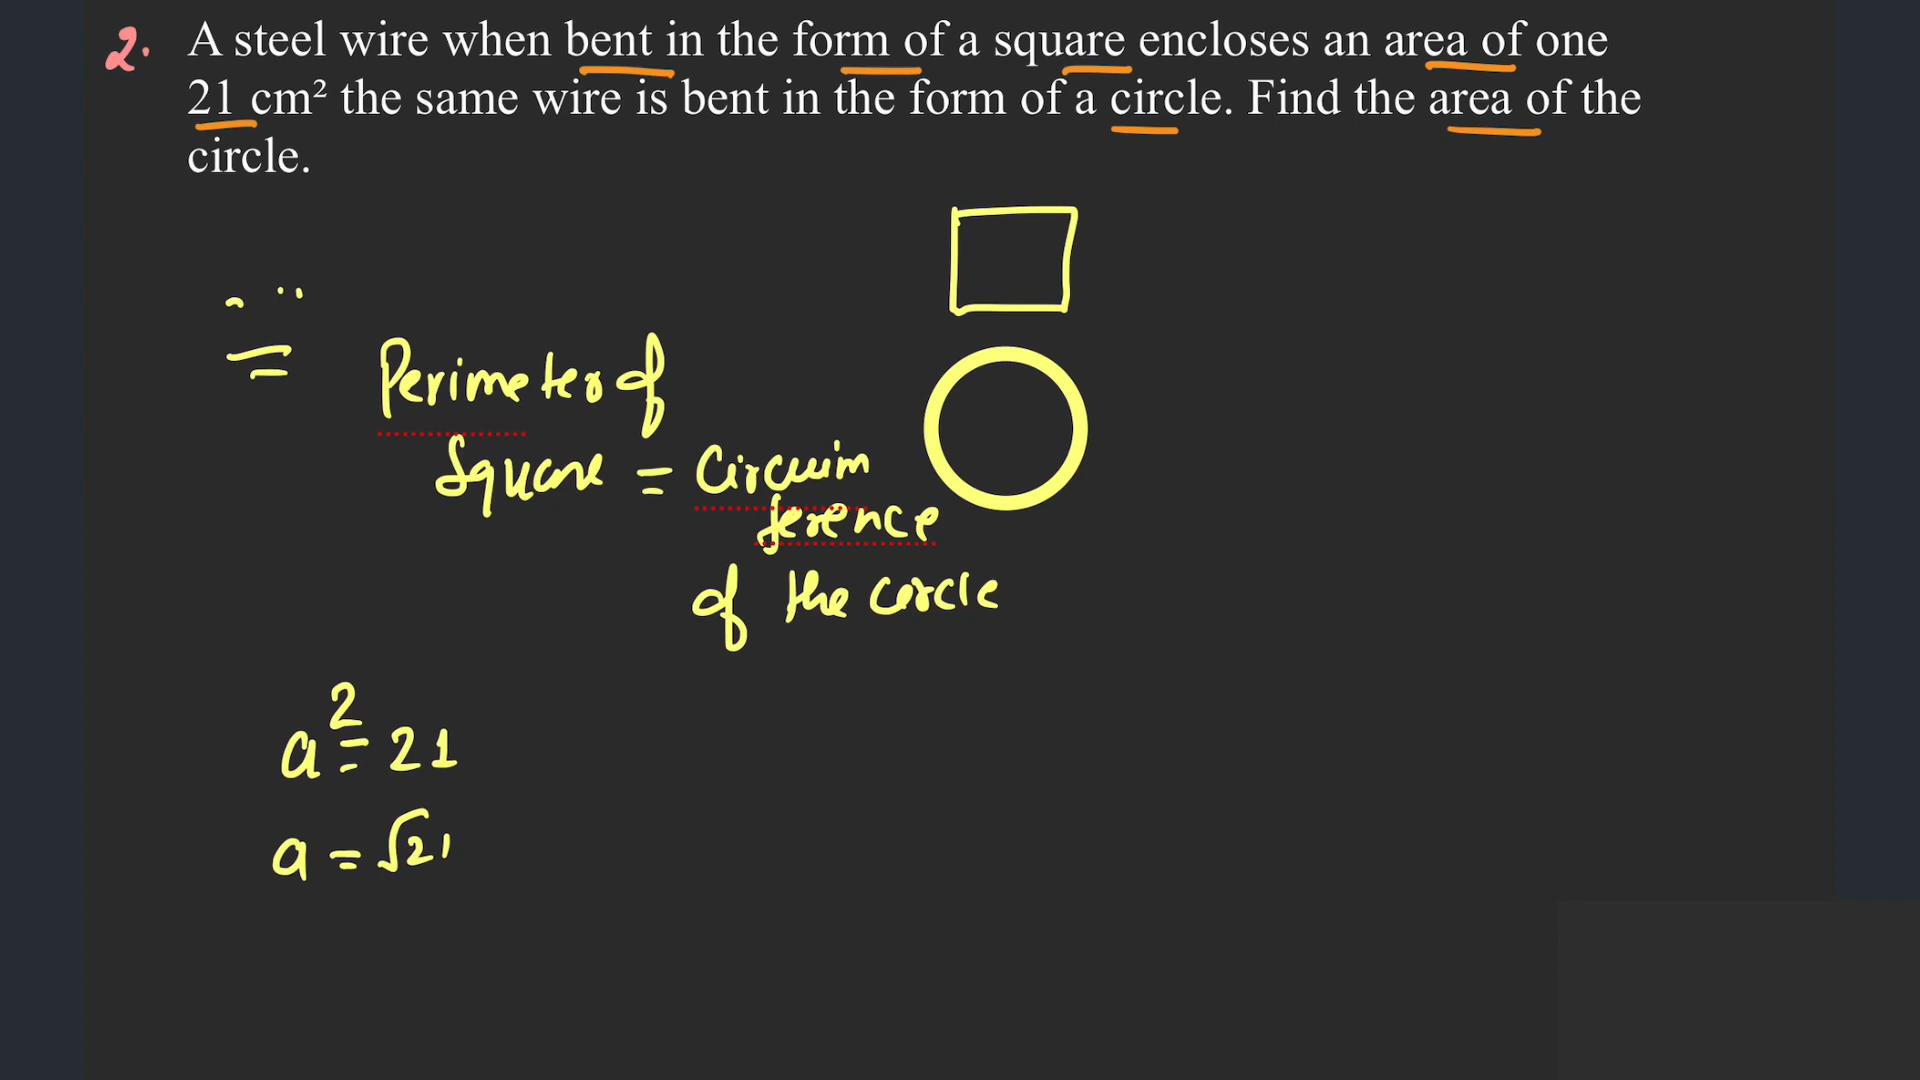 2. A steel wire when bent in the form of a square encloses an area of one
21 cm² the same wire is bent in the form of a circle. Find the area of the
circle.
Perimeter of
Square = Circum
ference
of the circle
a² = 21
a = √21